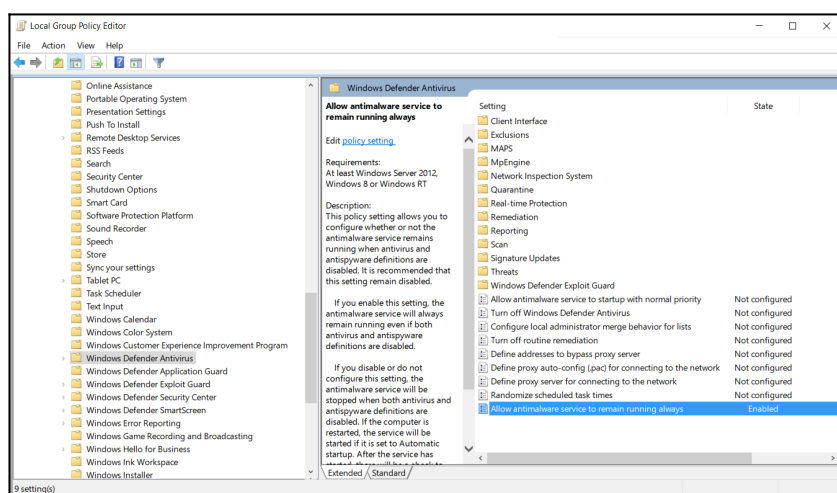 Local Group Policy Editor
File Action View Help
Online Assistance
Portable Operating System
Presentation Settings
Push To Install
Remote Desktop Services
RSS Feeds
Search
Security Center
Shutdown Options
Smart Card
Software Protection Platform
Sound Recorder
Speech
Store
Sync your settings
Tablet PC
Task Scheduler
Text Input
Windows Calendar
Windows Color System
Windows Customer Experience Improvement Program
Windows Defender Antivirus
Windows Defender Application Guard
Windows Defender Exploit Guard
Windows Defender Security Center
Windows Defender SmartScreen
Windows Error Reporting
Windows Game Recording and Broadcasting
Windows Hello for Business
Windows Ink Workspace
Windows Installer
Windows Defender Antivirus
Allow antimalware service to
remain running always
Edit policy setting
Requirements:
At least Windows Server 2012,
Windows 8 or Windows RT
Description:
This policy setting allows you to
configure whether or not the
antimalware service remains
running when antivirus and
antispyware definitions are
disabled. It is recommended that
this setting remain disabled.
If you enable this setting, the
antimalware service will always
remain running even if both
antivirus and antispyware
definitions are disabled.
If you disable or do not
configure this setting, the
antimalware service will be
stopped when both antivirus and
antispyware definitions are
disabled. If the computer is
restarted, the service will be
started if it is set to Automatic
startup. After the service has
Setting State
Client Interface
Exclusions
MAPS
MpEngine
Network Inspection System
Quarantine
Real-time Protection
Remediation
Reporting
Scan
Signature Updates
Threats
Windows Defender Exploit Guard
Allow antimalware service to startup with normal priority Not configured
Turn off Windows Defender Antivirus Not configured
Configure local administrator merge behavior for lists Not configured
Turn off routine remediation Not configured
Define addresses to bypass proxy server Not configured
Define proxy auto-config (.pac) for connecting to the network Not configured
Define proxy server for connecting to the network Not configured
Randomize scheduled task times Not configured
Allow antimalware service to remain running always Enabled
Extended Standard
9 setting(s)